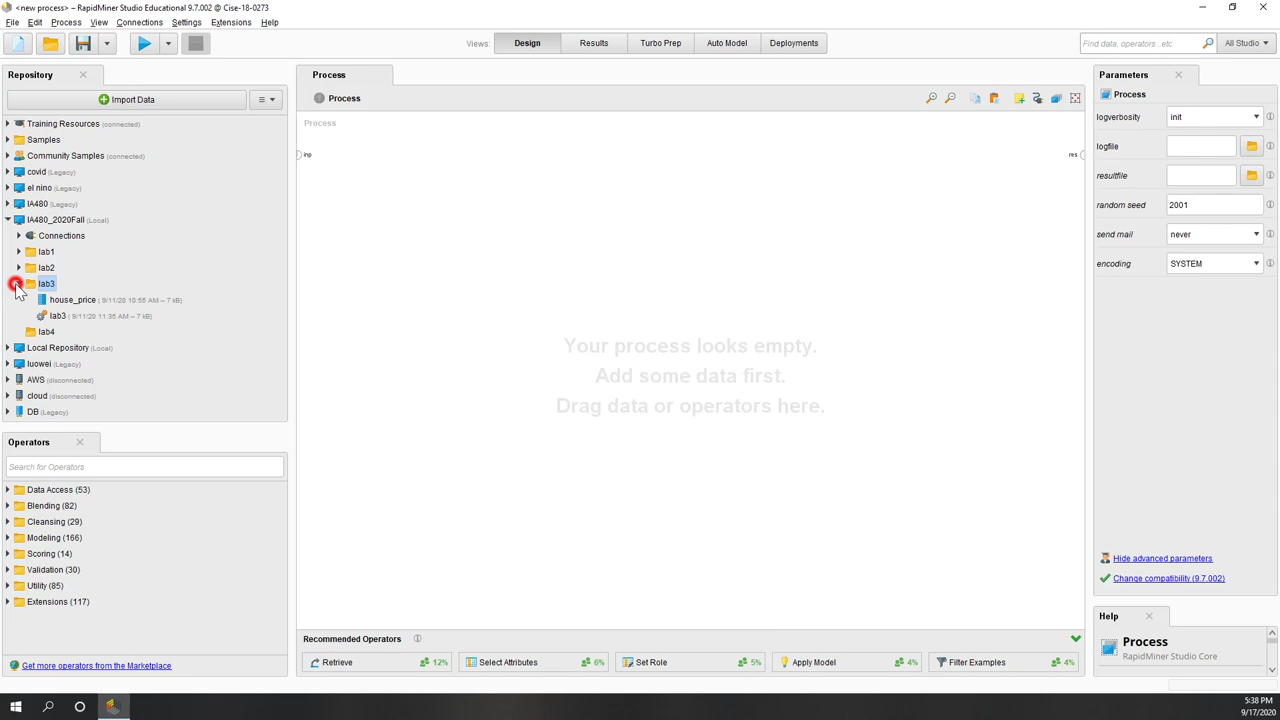 <new process> – RapidMiner Studio Educational 9.7.002 @ Cise-18-0273
File Edit Process View Connections Settings Extensions Help
Views: Design Results Turbo Prep Auto Model Deployments
Find data, operators...etc All Studio
Repository
Import Data
Training Resources (connected)
Samples
Community Samples (connected)
covid (Legacy)
el nino (Legacy)
IA480 (Legacy)
IA480_2020Fall (Local)
Connections
lab1
lab2
lab3
house_price (9/11/20 10:55 AM – 7 kB)
lab3 (9/11/20 11:35 AM – 7 kB)
lab4
Local Repository (Local)
luowei (Legacy)
AWS (disconnected)
cloud (disconnected)
DB (Legacy)
Operators
Search for Operators
Data Access (53)
Blending (82)
Cleansing (29)
Modeling (166)
Scoring (14)
Validation (30)
Utility (85)
Extensions (117)
Get more operators from the Marketplace
Process
Process
Process
inp
res
Your process looks empty.
Add some data first.
Drag data or operators here.
Recommended Operators
Retrieve 12%
Select Attributes 6%
Set Role 5%
Apply Model 4%
Filter Examples 4%
Parameters
Process
logverbosity init
logfile
resultfile
random seed 2001
send mail never
encoding SYSTEM
Hide advanced parameters
Change compatibility (9.7.002)
Help
Process
RapidMiner Studio Core
5:38 PM
9/17/2020